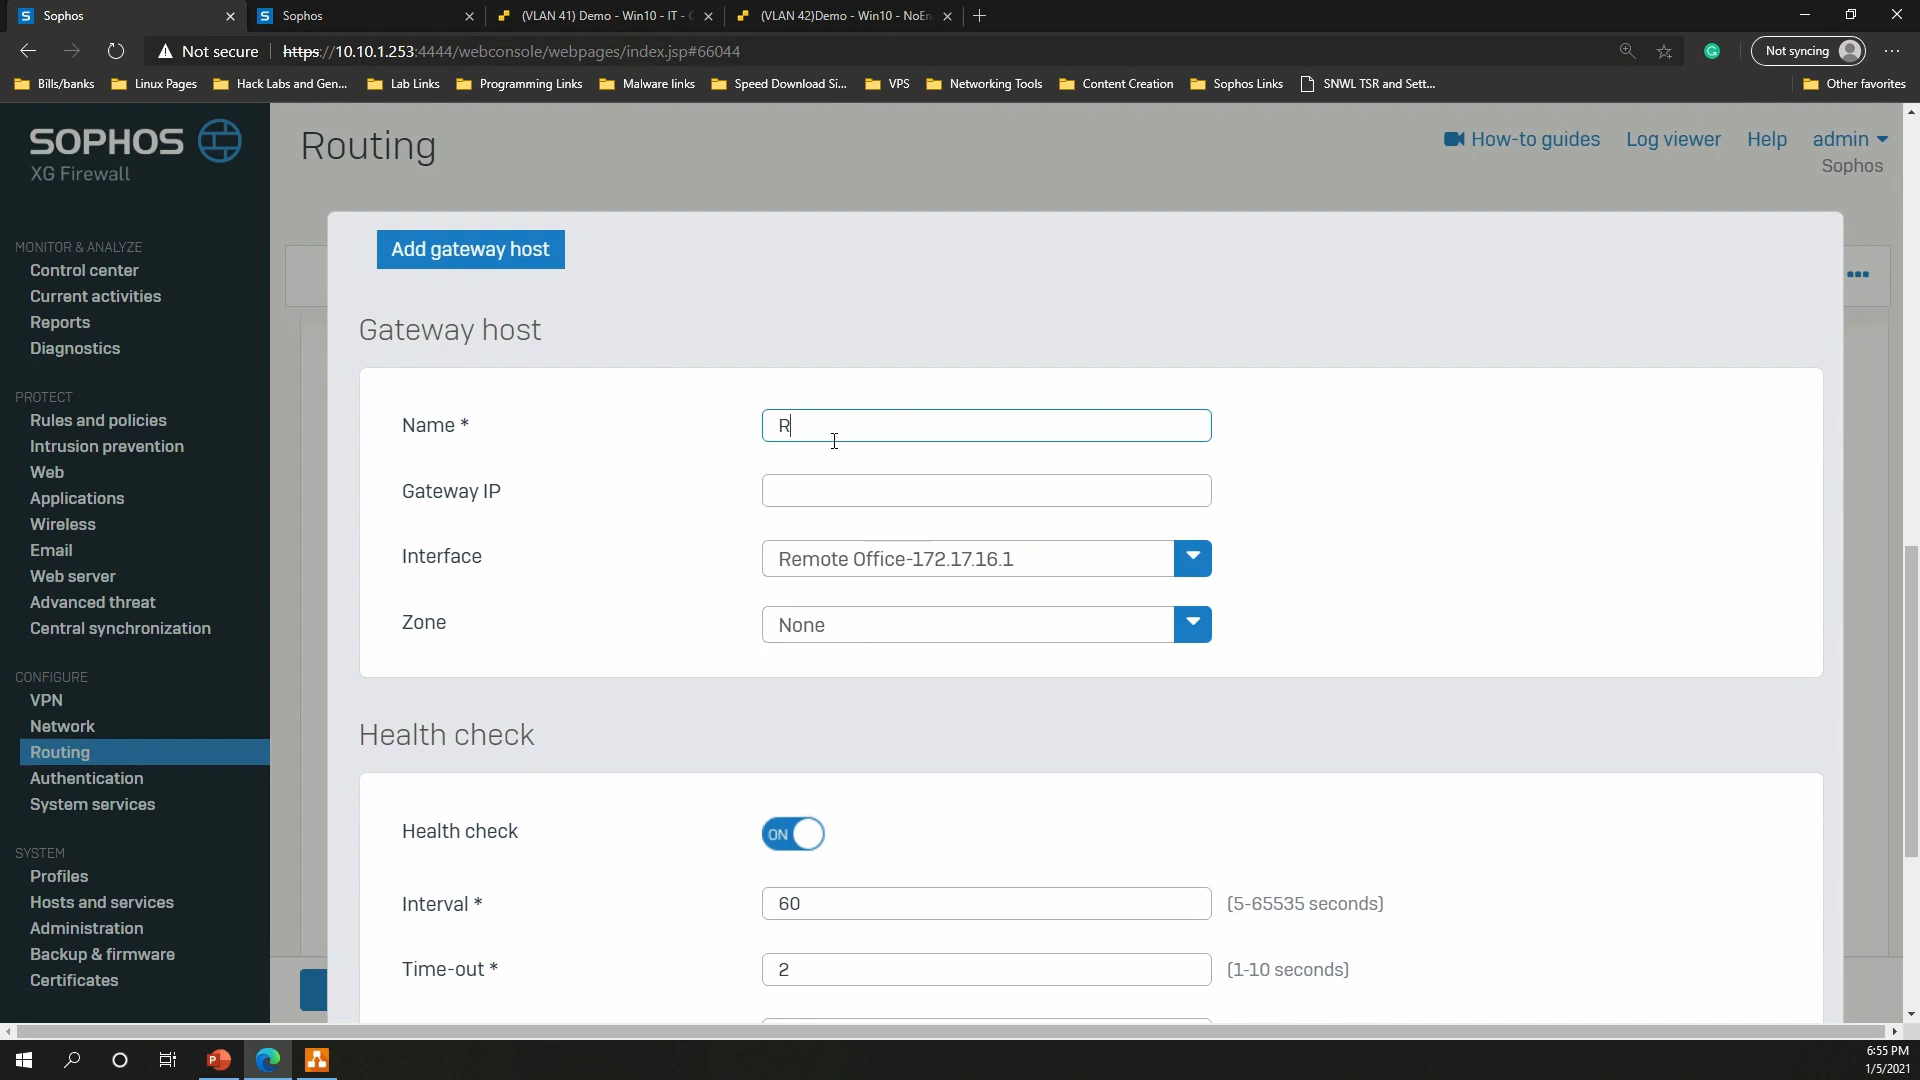 Sophos
Sophos
(VLAN 41) Demo - Win10 - IT -
(VLAN 42)Demo - Win10 - NoEn
Not secure
https://10.10.1.253:4444/webconsole/webpages/index.jsp#66044
Not syncing
Bills/banks
Linux Pages
Hack Labs and Gen...
Lab Links
Programming Links
Malware links
Speed Download Si...
VPS
Networking Tools
Content Creation
Sophos Links
SNWL TSR and Sett...
Other favorites
SOPHOS
XG Firewall
MONITOR & ANALYZE
Control center
Current activities
Reports
Diagnostics
PROTECT
Rules and policies
Intrusion prevention
Web
Applications
Wireless
Email
Web server
Advanced threat
Central synchronization
CONFIGURE
VPN
Network
Routing
Authentication
System services
SYSTEM
Profiles
Hosts and services
Administration
Backup & firmware
Certificates
Routing
How-to guides
Log viewer
Help
admin
Sophos
Add gateway host
Gateway host
Name *
R
Gateway IP
Interface
Remote Office-172.17.16.1
Zone
None
Health check
Health check
ON
Interval *
60
(5-65535 seconds)
Time-out *
2
(1-10 seconds)
6:55 PM
1/5/2021